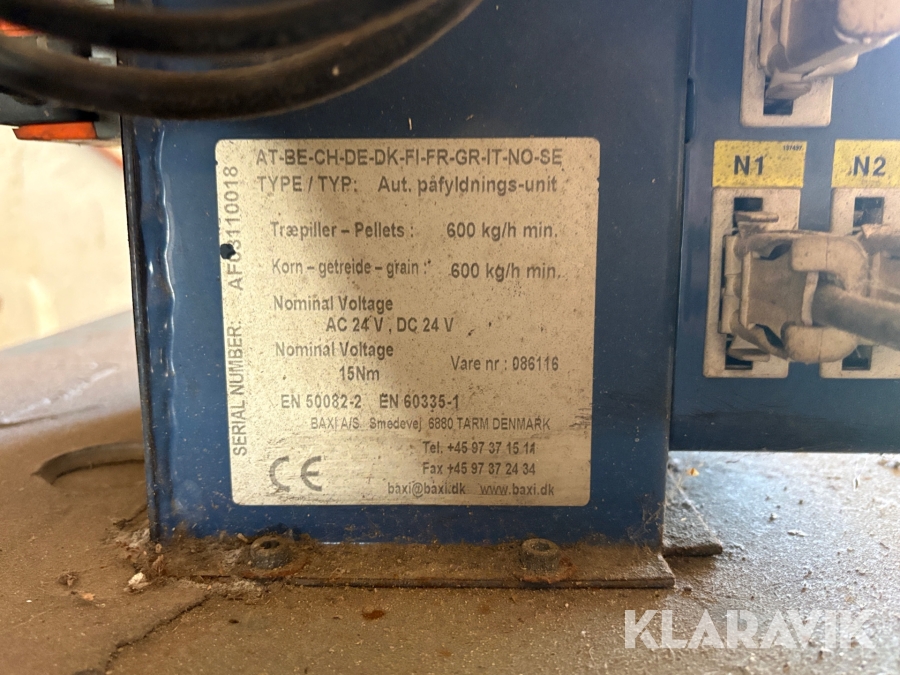 AT-BE-CH-DE-DK-FI-FR-GR-IT-NO-SE
TYPE / TYP: Aut. påfyldnings-unit
Træpiller – Pellets : 600 kg/h min.
Korn – getreide – grain : 600 kg/h min.
Nominal Voltage
AC 24 V , DC 24 V
Nominal Voltage
15Nm
Vare nr : 086116
EN 50082-2 EN 60335-1
BAXI A/S Smedevej 6880 TARM DENMARK
Tel. +45 97 37 15 11
Fax +45 97 37 24 34
baxi@baxi.dk www.baxi.dk
CE
SERIAL NUMBER:
N1
N2
KLARAVIK